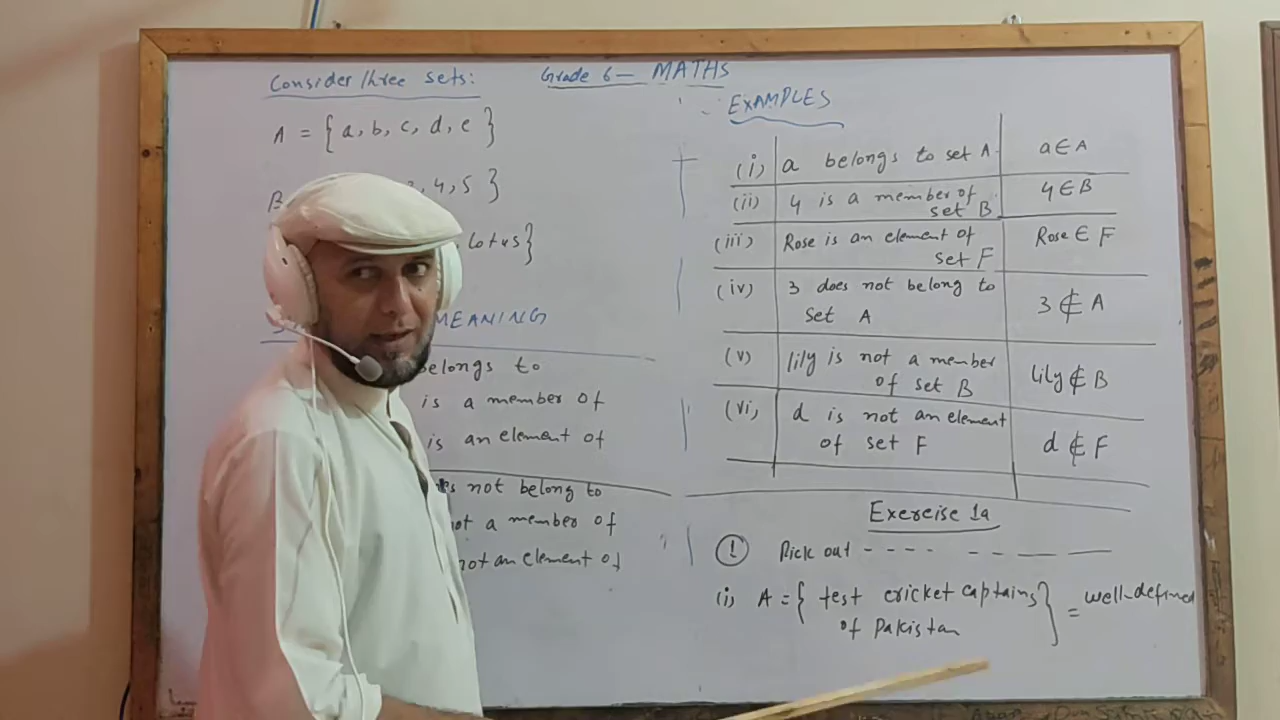 Grade 6 — MATHS
Consider three sets:
A = { a, b, c, d, e }
B
, 4, 5 }
Lotus}
MEANING
belongs to
is a member of
is an element of
not belong to
a member of
not an element of
EXAMPLES
(i) a belongs to set A. a ∈ A
(ii) 4 is a member of set B 4 ∈ B
(iii) Rose is an element of set F Rose ∈ F
(iv) 3 does not belong to set A 3 ∉ A
(v) lily is not a member of set B lily ∉ B
(vi) d is not an element of set F d ∉ F
Exercise 1a
1 Pick out - - - - - - — — —
(i) A = { test cricket captains of Pakistan } = well-defined